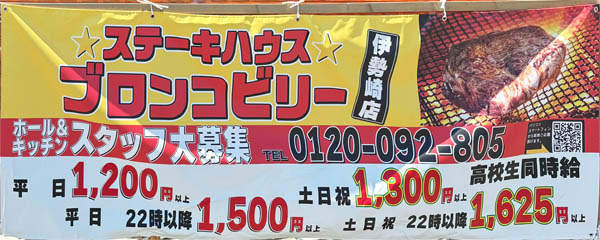 ☆ステーキハウス☆
ブロンコビリー
伊勢崎店
ホール&キッチン スタッフ大募集 TEL 0120-092-805
高校生同時給
平日1,200円以上 土日祝1,300円以上
平日 22時以降1,500円以上 土日祝 22時以降1,625円以上